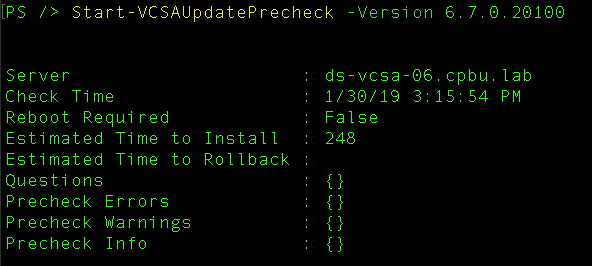 [PS /> Start-VCSAUpdatePrecheck -Version 6.7.0.20100
Server : ds-vcsa-06.cpbu.lab
Check Time : 1/30/19 3:15:54 PM
Reboot Required : False
Estimated Time to Install : 248
Estimated Time to Rollback :
Questions : {}
Precheck Errors : {}
Precheck Warnings : {}
Precheck Info : {}